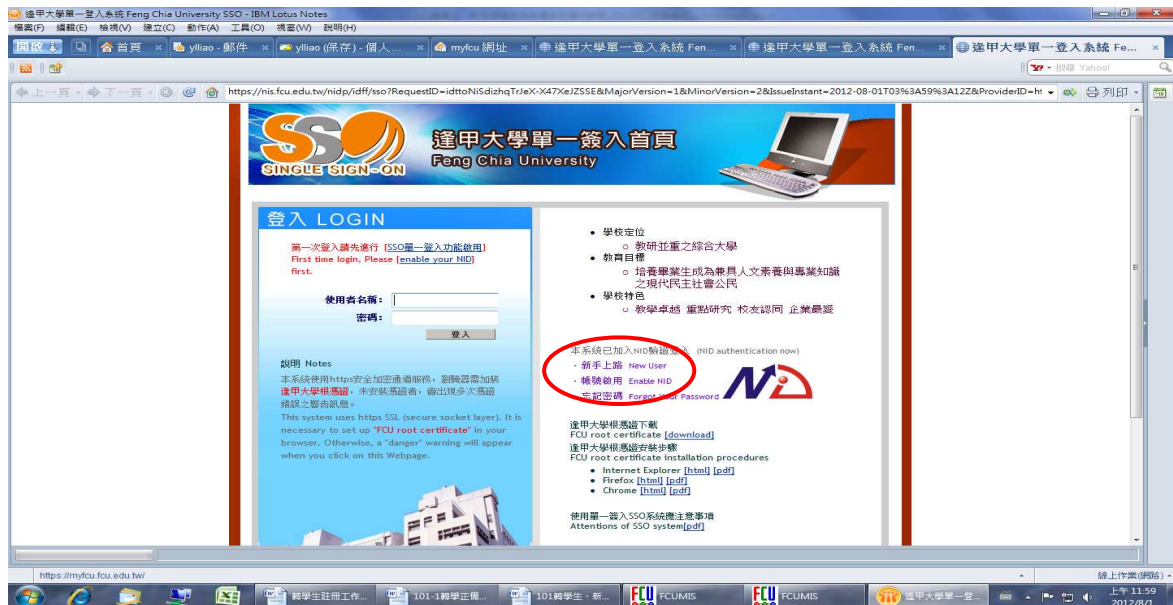 逢甲大學單一登入系統 Feng Chia University SSO - IBM Lotus Notes
檔案(F) 編輯(E) 檢視(V) 建立(C) 動作(A) 工具(O) 視窗(W) 說明(H)
開啟 首頁 ylliao - 郵件 ylliao (保存) - 個人... myfcu 網址 逢甲大學單一登入系統 Fen... 逢甲大學單一登入系統 Fen... 逢甲大學單一登入系統 Fe...
搜尋 Yahoo!
上一頁 下一頁 https://nis.fcu.edu.tw/nidp/idff/sso?RequestID=idttoNiSdizhqTrJeX-X47XeJZSSE&MajorVersion=1&MinorVersion=2&IssueInstant=2012-08-01T03%3A59%3A12Z&ProviderID=ht 列印
SSO
SINGLE SIGN-ON
逢甲大學單一簽入首頁
Feng Chia University
登入 LOGIN
第一次登入請先進行 [SSO單一登入功能啟用]
First time login, Please [enable your NID]
first.
使用者名稱:
密碼:
登入
說明 Notes
本系統使用https安全加密通道服務，瀏覽器需加裝
逢甲大學根憑證，未安裝憑證者，會出現多次憑證
錯誤之警告訊息。
This system uses https SSL (secure socket layer). It is
necessary to set up "FCU root certificate" in your
browser. Otherwise, a "danger" warning will appear
when you click on this Webpage.
學校定位
教研並重之綜合大學
教育目標
培養畢業生成為兼具人文素養與專業知識
之現代民主社會公民
學校特色
教學卓越 重點研究 校友認同 企業最愛
本系統已加入NID驗證登入 (NID authentication now)
· 新手上路 New User
· 帳號啟用 Enable NID
· 忘記密碼 Forgot Your Password
NID
逢甲大學根憑證下載
FCU root certificate [download]
逢甲大學根憑證安裝步驟
FCU root certificate installation procedures
Internet Explorer [html] [pdf]
Firefox [html] [pdf]
Chrome [html] [pdf]
使用單一簽入SSO系統應注意事項
Attentions of SSO system[pdf]
https://myfcu.fcu.edu.tw/
線上作業(網路)
轉學生註冊工作... 101-1轉學正備... 101轉學生、新... FCU FCUMIS FCU FCUMIS 逢甲大學單一登...
上午 11:59
2012/8/1